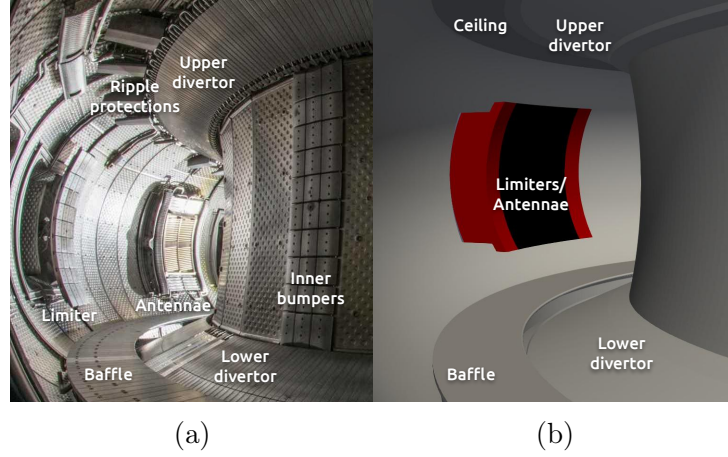 Upper
divertor
Ripple
protections
Inner
bumpers
Antennae
Limiter
Lower
divertor
Baffle
Ceiling
Upper
divertor
Limiters/
Antennae
Lower
divertor
Baffle
(a)
(b)